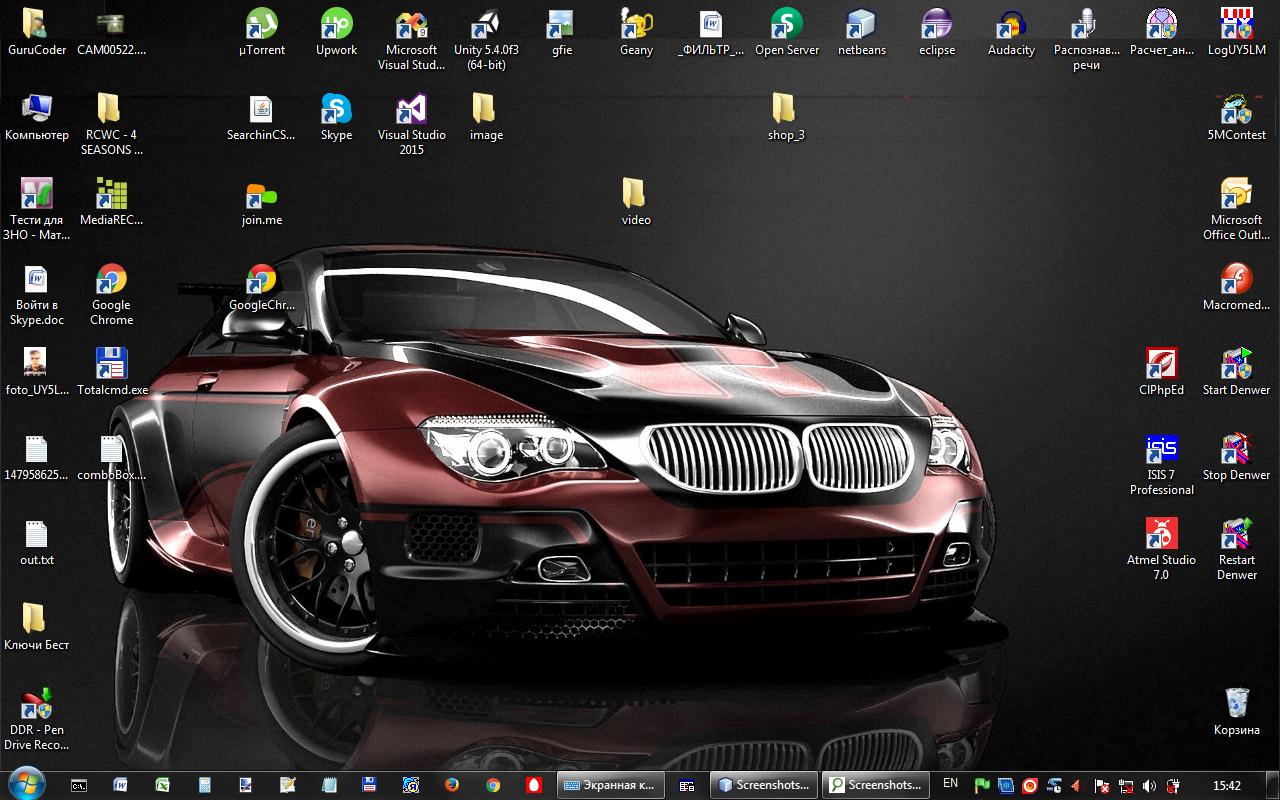 GuruCoder
CAM00522....
µTorrent
Upwork
Microsoft
Visual Stud...
Unity 5.4.0f3
(64-bit)
gfie
Geany
_ФИЛЬТР_...
Open Server
netbeans
eclipse
Audacity
Распознав...
речи
Расчет_ан...
LogUY5LM
Компьютер
RCWC - 4
SEASONS ...
SearchinCS...
Skype
Visual Studio
2015
image
shop_3
5MContest
Тести для
ЗНО - Мат...
MediaREC...
join.me
video
Microsoft
Office Outl...
Войти в
Skype.doc
Google
Chrome
GoogleChr...
Macromed...
foto_UY5L...
Totalcmd.exe
ClPhpEd
Start Denwer
147958625...
comboBox....
ISIS 7
Professional
Stop Denwer
out.txt
Atmel Studio
7.0
Restart
Denwer
Ключи Бест
DDR - Pen
Drive Reco...
Корзина
Экранная к...
Screenshots...
Screenshots...
EN
15:42